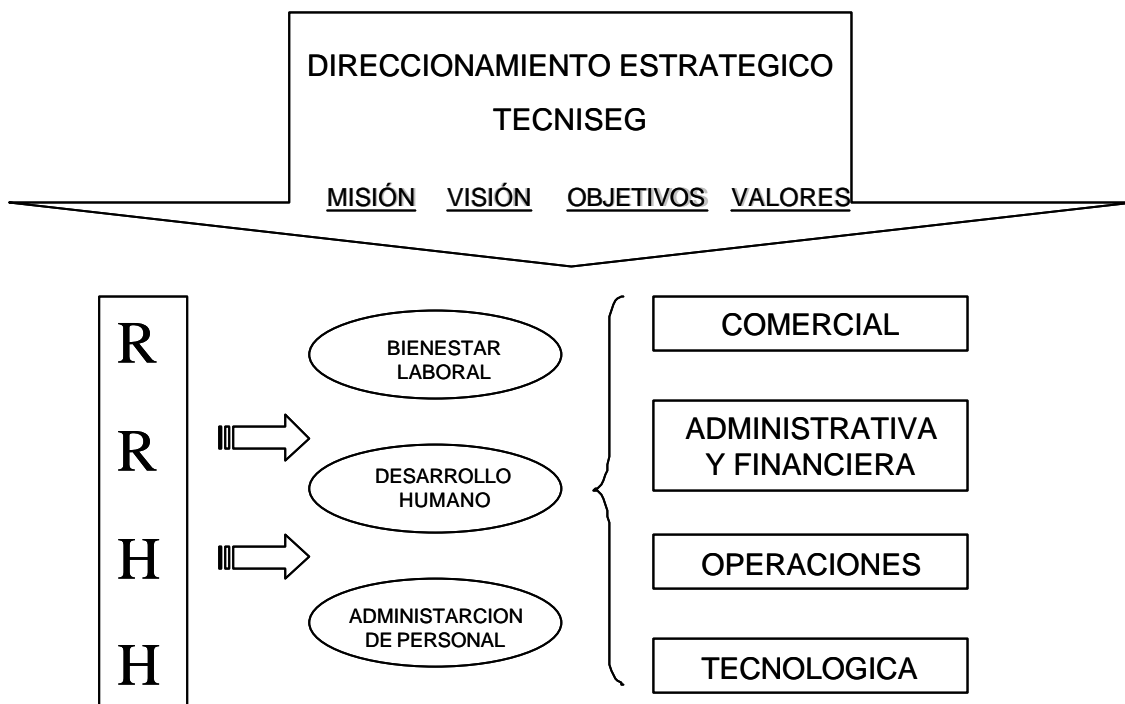 DIRECCIONAMIENTO ESTRATEGICO
TECNISEG
MISIÓN VISIÓN OBJETIVOS VALORES
R
R
H
H
BIENESTAR
LABORAL
DESARROLLO
HUMANO
ADMINISTARCION
DE PERSONAL
COMERCIAL
ADMINISTRATIVA
Y FINANCIERA
OPERACIONES
TECNOLOGICA